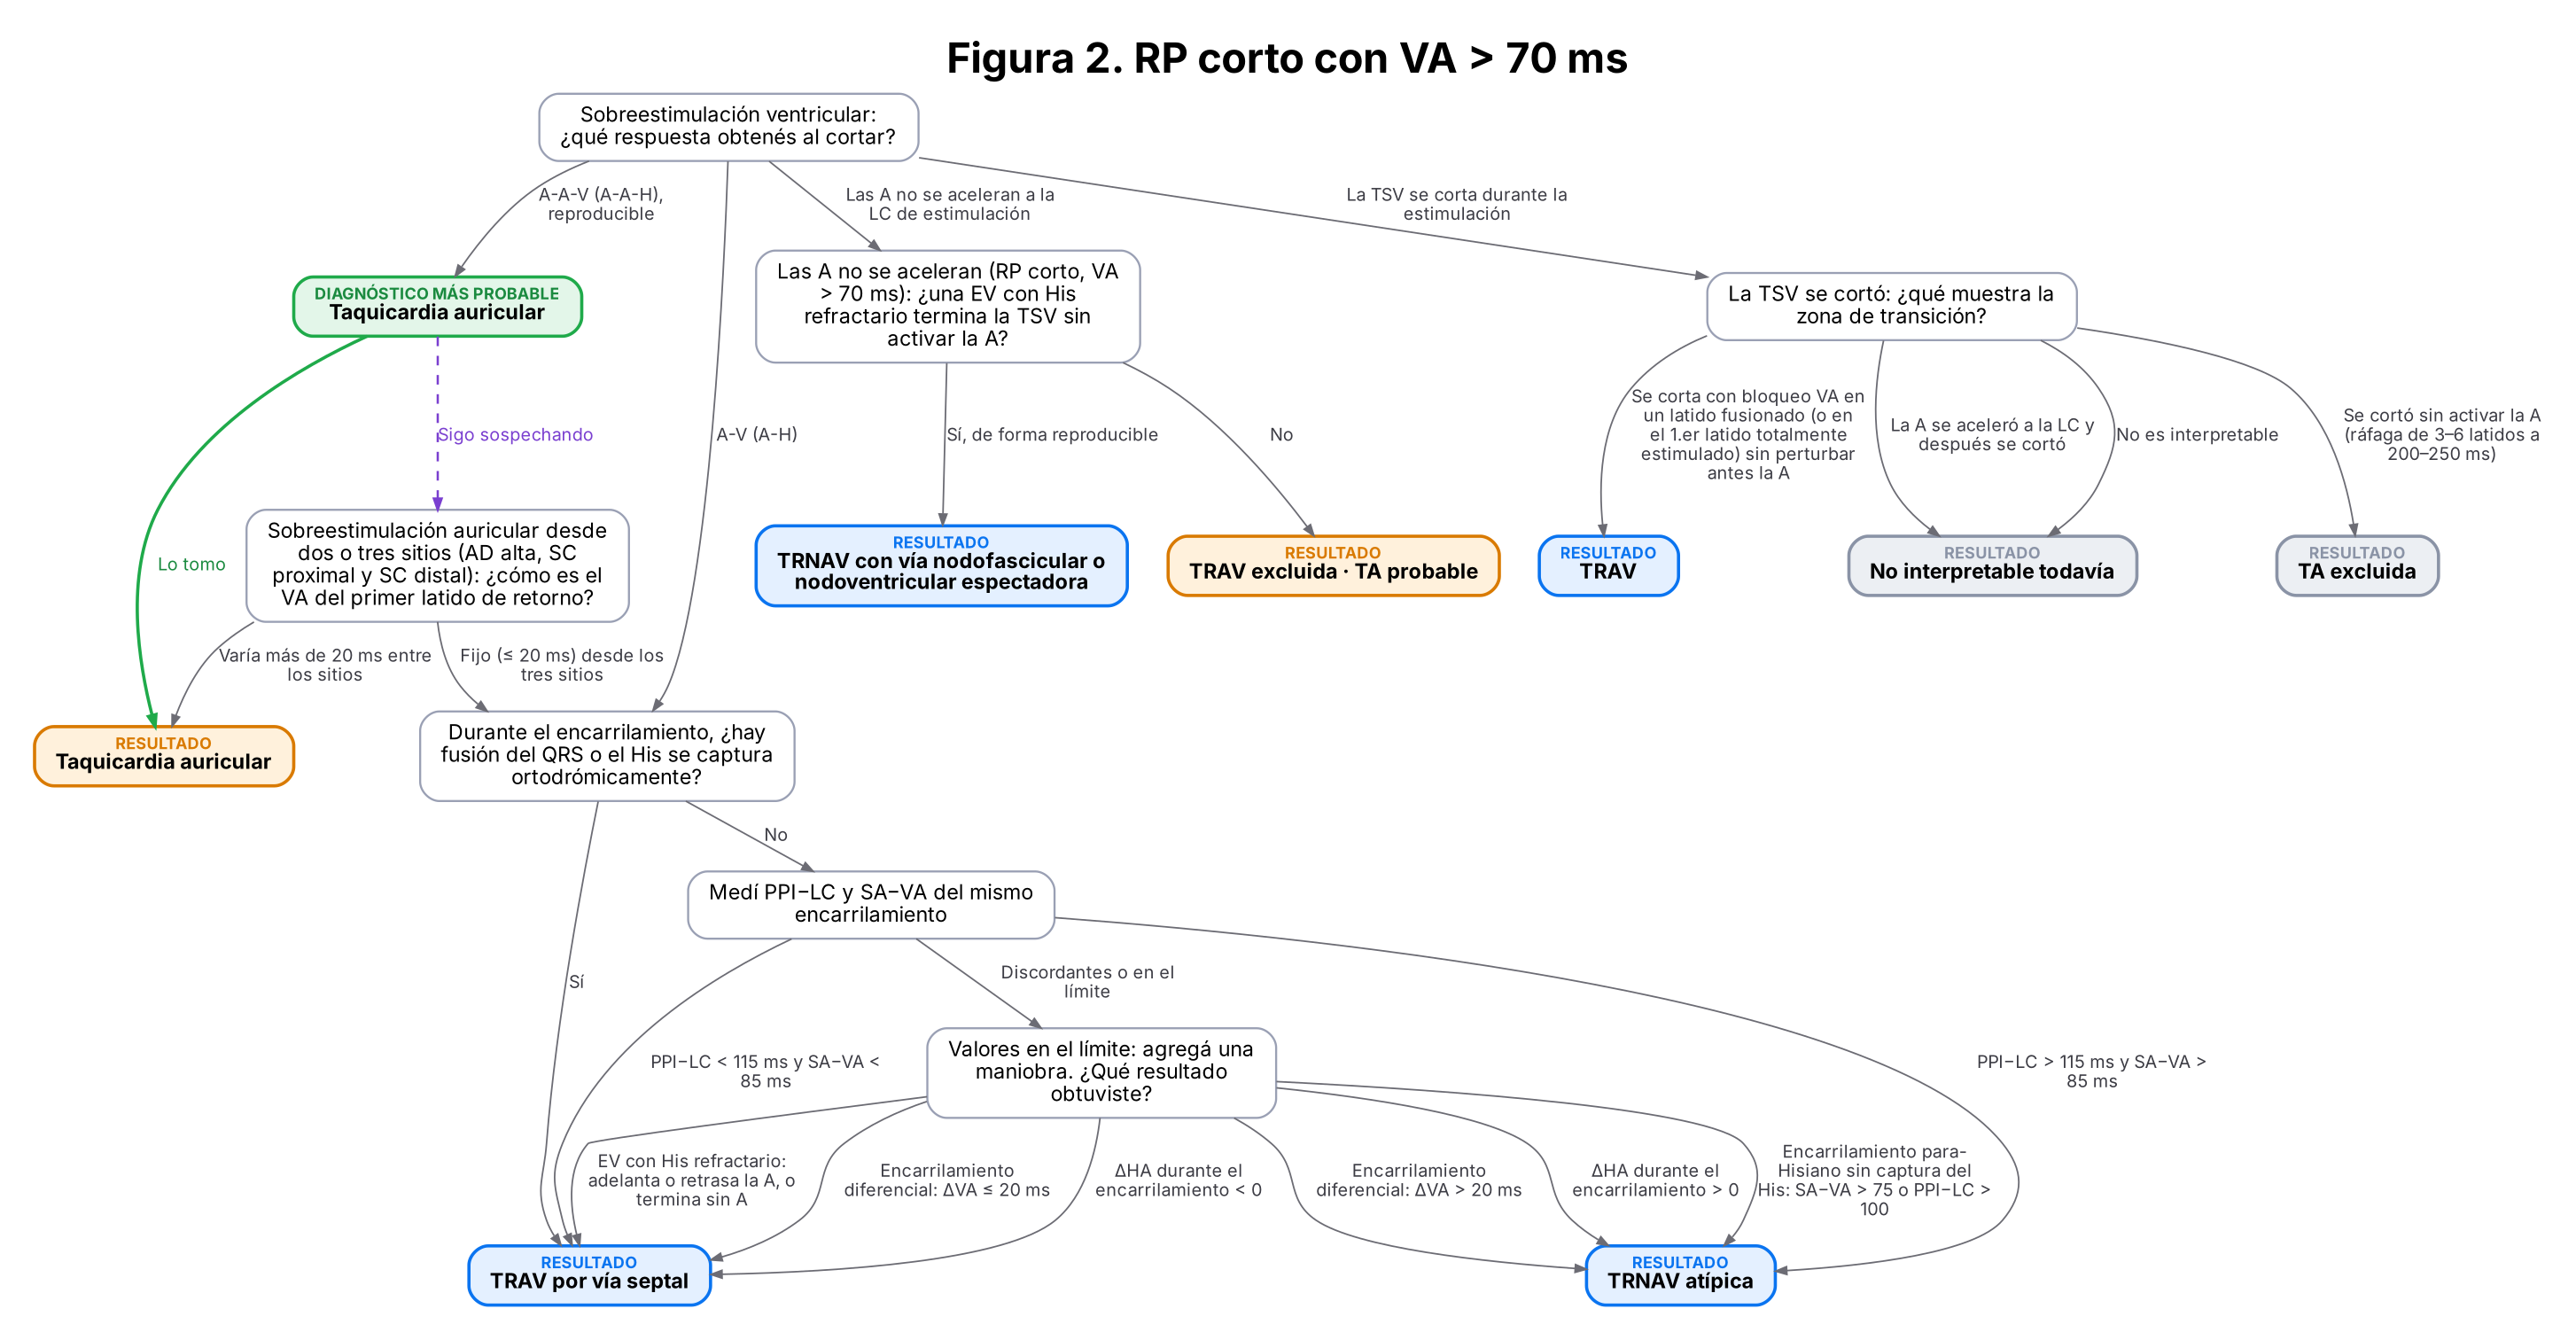 Figura 2. RP corto con VA > 70 ms
Sobreestimulación ventricular:
¿qué respuesta obtenés al cortar?
A-A-V (A-A-H),
reproducible
Las A no se aceleran a la
LC de estimulación
La TSV se corta durante la
estimulación
DIAGNÓSTICO MÁS PROBABLE
Taquicardia auricular
Las A no se aceleran (RP corto, VA
> 70 ms): ¿una EV con His
refractario termina la TSV sin
activar la A?
La TSV se cortó: ¿qué muestra la
zona de transición?
Sigo sospechando
A-V (A-H)
Sí, de forma reproducible
No
Se corta con bloqueo VA en
un latido fusionado (o en
el 1.er latido totalmente
estimulado) sin perturbar
antes la A
La A se aceleró a la LC y
después se cortó
No es interpretable
Se cortó sin activar la A
(ráfaga de 3–6 latidos a
200–250 ms)
Lo tomo
Sobreestimulación auricular desde
dos o tres sitios (AD alta, SC
proximal y SC distal): ¿cómo es el
VA del primer latido de retorno?
RESULTADO
TRNAV con vía nodofascicular o
nodoventricular espectadora
RESULTADO
TRAV excluida · TA probable
RESULTADO
TRAV
RESULTADO
No interpretable todavía
RESULTADO
TA excluida
Varía más de 20 ms entre
los sitios
Fijo (≤ 20 ms) desde los
tres sitios
RESULTADO
Taquicardia auricular
Durante el encarrilamiento, ¿hay
fusión del QRS o el His se captura
ortodrómicamente?
No
Medí PPI−LC y SA−VA del mismo
encarrilamiento
Sí
Discordantes o en el
límite
PPI−LC < 115 ms y SA−VA <
85 ms
Valores en el límite: agregá una
maniobra. ¿Qué resultado
obtuviste?
PPI−LC > 115 ms y SA−VA >
85 ms
EV con His refractario:
adelanta o retrasa la A, o
termina sin A
Encarrilamiento
diferencial: ΔVA ≤ 20 ms
ΔHA durante el
encarrilamiento < 0
Encarrilamiento
diferencial: ΔVA > 20 ms
ΔHA durante el
encarrilamiento > 0
Encarrilamiento para-
Hisiano sin captura del
His: SA−VA > 75 o PPI−LC >
100
RESULTADO
TRAV por vía septal
RESULTADO
TRNAV atípica